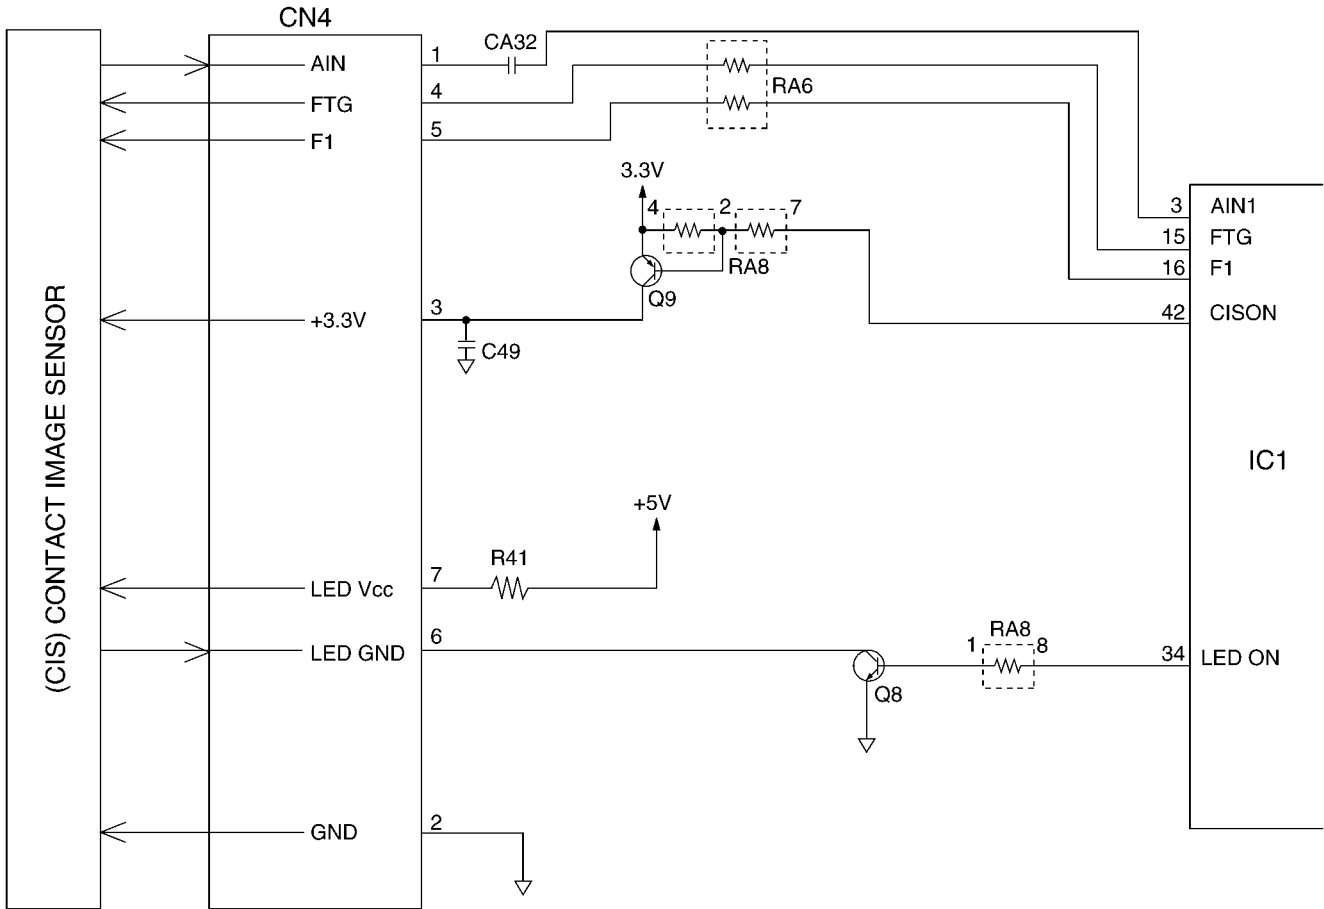 CN4
(CIS) CONTACT IMAGE SENSOR
AIN
1
CA32
FTG
4
RA6
F1
5
3.3V
4
2
7
RA8
Q9
+3.3V
3
C49
3 AIN1
15 FTG
16 F1
42 CISON
IC1
+5V
LED Vcc
7
R41
LED GND
6
Q8
1
RA8
8
34 LED ON
GND
2